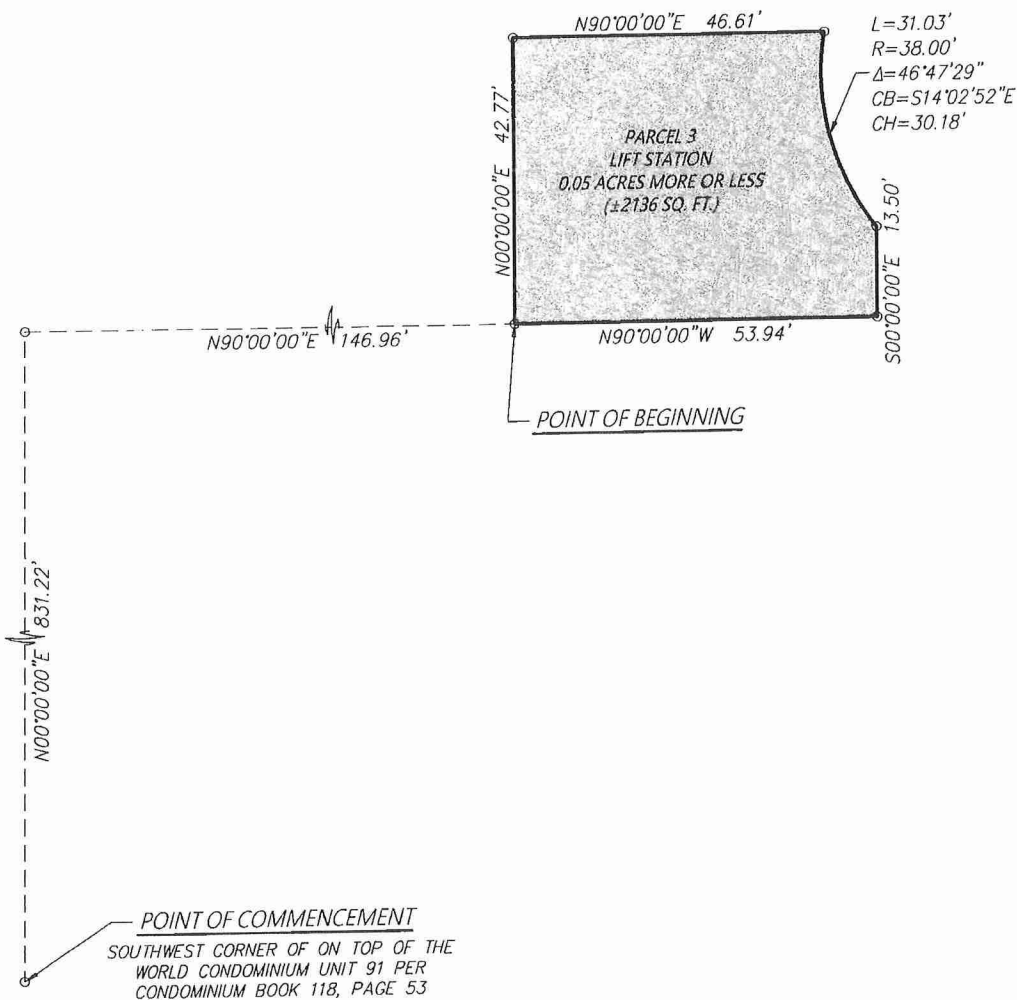 N90°00'00"E 46.61'
L=31.03'
R=38.00'
Δ=46°47'29"
CB=S14°02'52"E
CH=30.18'
N00°00'00"E 42.77'
PARCEL 3
LIFT STATION
0.05 ACRES MORE OR LESS
(±2136 SQ. FT.)
S00°00'00"E 13.50'
N90°00'00"E 146.96'
N90°00'00"W 53.94'
POINT OF BEGINNING
N00°00'00"E 831.22'
POINT OF COMMENCEMENT
SOUTHWEST CORNER OF ON TOP OF THE
WORLD CONDOMINIUM UNIT 91 PER
CONDOMINIUM BOOK 118, PAGE 53